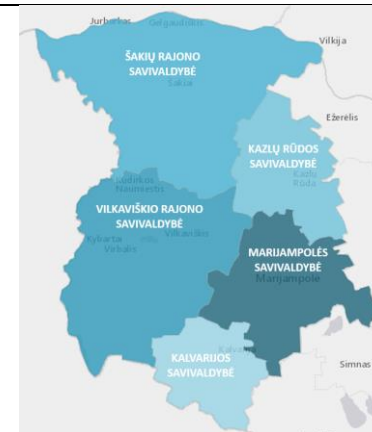 Jurbarkas Gelgaudiškis
Vilkija
ŠAKIŲ RAJONO
SAVIVALDYBĖ
Šakiai
Ežerėlis
KAZLŲ RŪDOS
SAVIVALDYBĖ
Kazlų
Rūda
Kudirkos
Naumiestis
VILKAVIŠKIO RAJONO
SAVIVALDYBĖ
Kybartai
Vilkaviškis
Virbalis
MARIJAMPOLĖS
SAVIVALDYBĖ
Marijampolė
KALVARIJOS
SAVIVALDYBĖ
Simnas